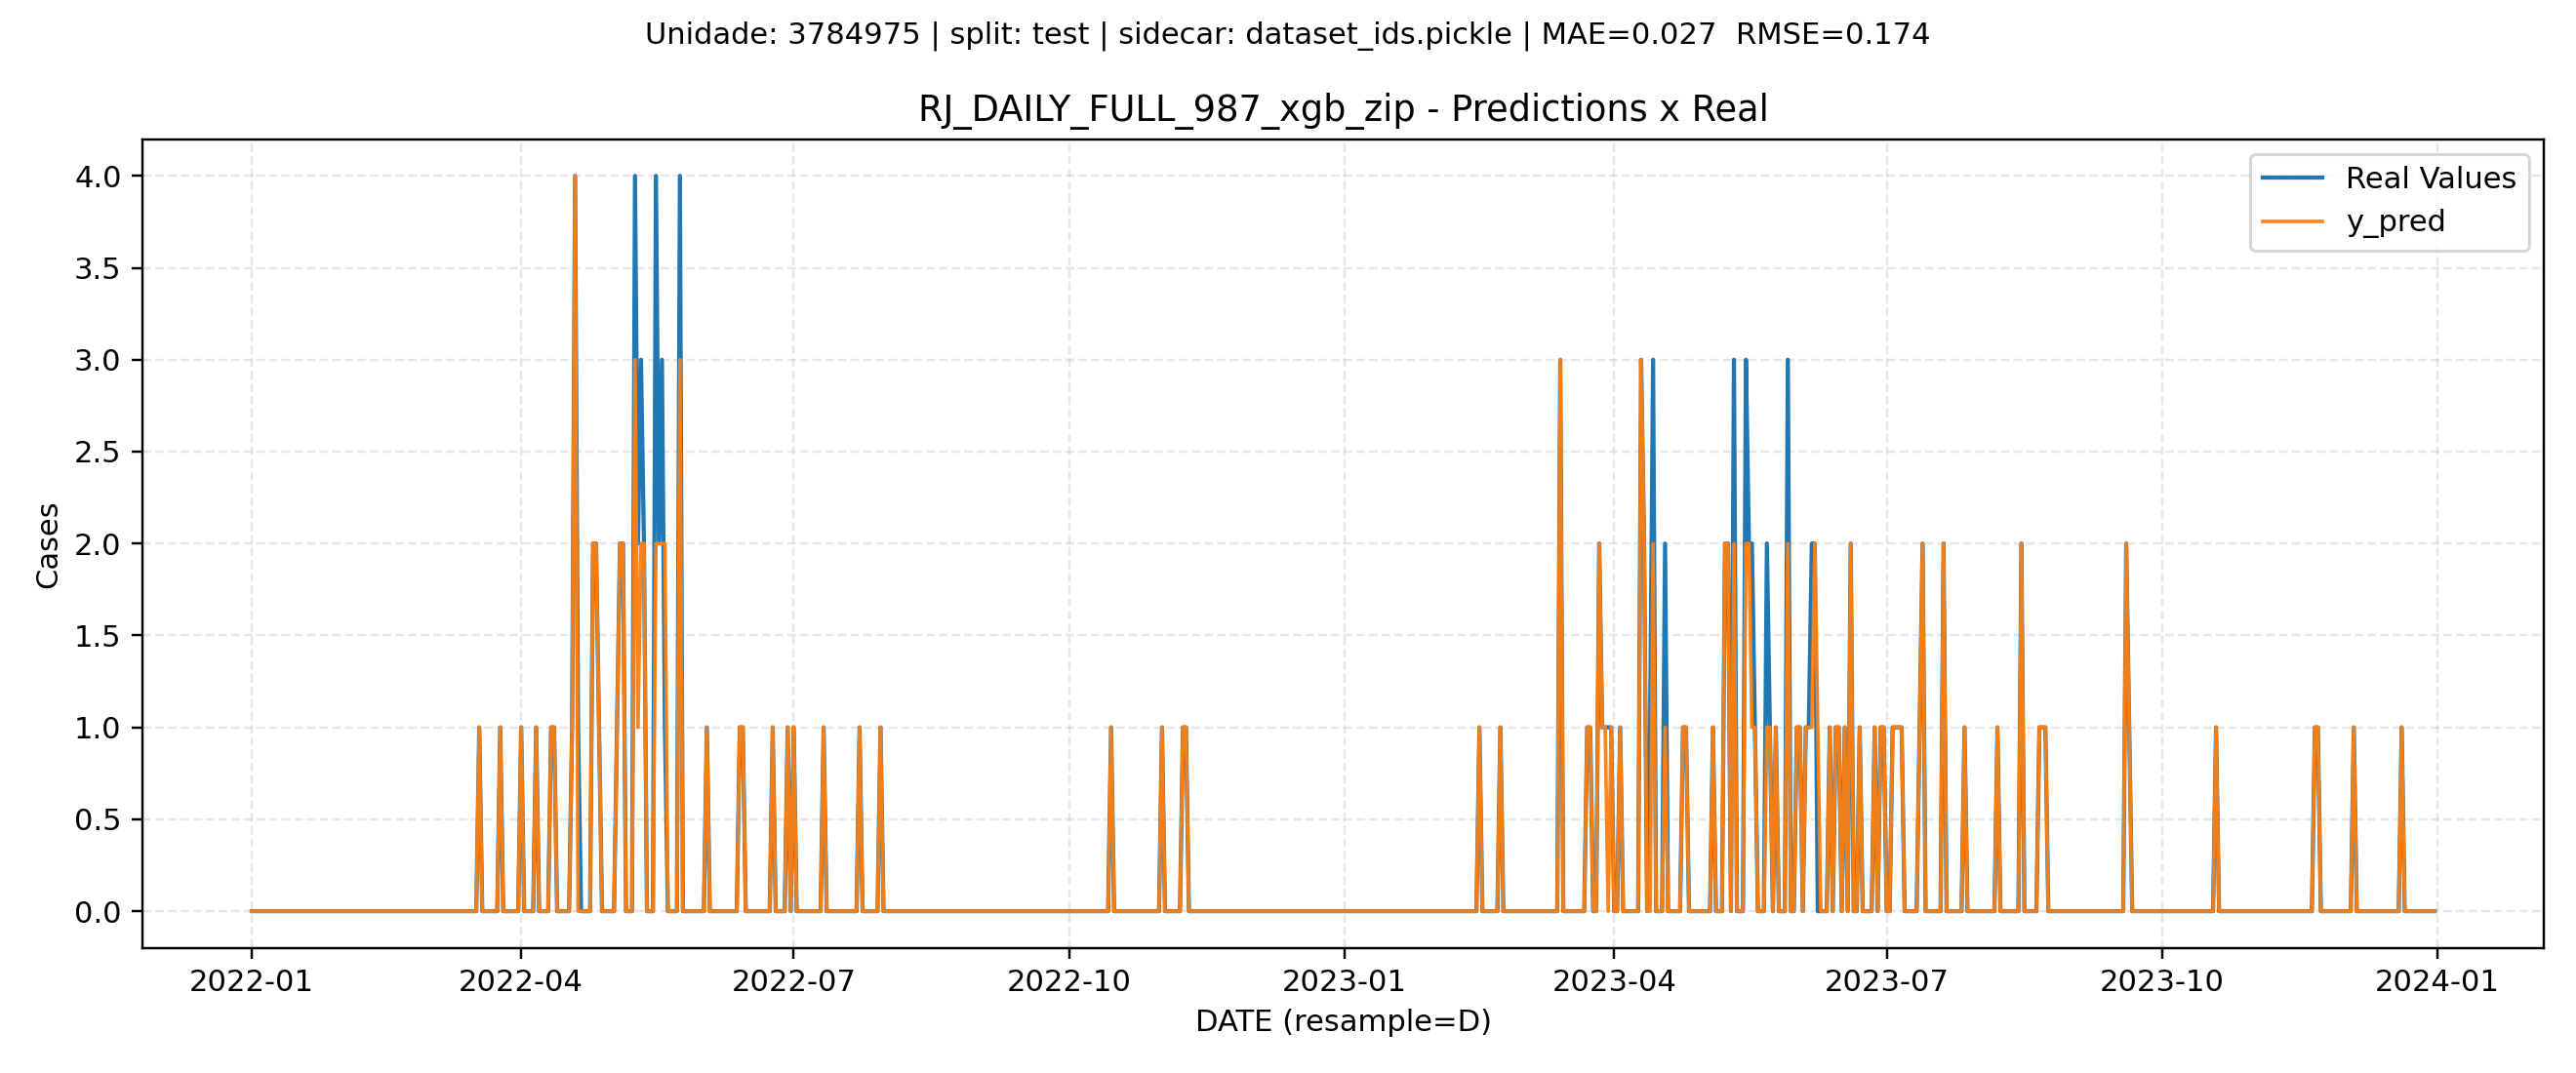 Unidade: 3784975 | split: test | sidecar: dataset_ids.pickle | MAE=0.027  RMSE=0.174
RJ_DAILY_FULL_987_xgb_zip - Predictions x Real
Real Values
y_pred
Cases
4.0
3.5
3.0
2.5
2.0
1.5
1.0
0.5
0.0
2022-01 2022-04 2022-07 2022-10 2023-01 2023-04 2023-07 2023-10 2024-01
DATE (resample=D)